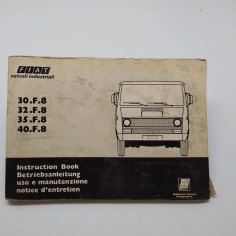 FIAT
veicoli industriali
30.F.8
32.F.8
35.F.8
40.F.8
Instruction Book
Betriebsanleitung
uso e manutenzione
notice d'entretien